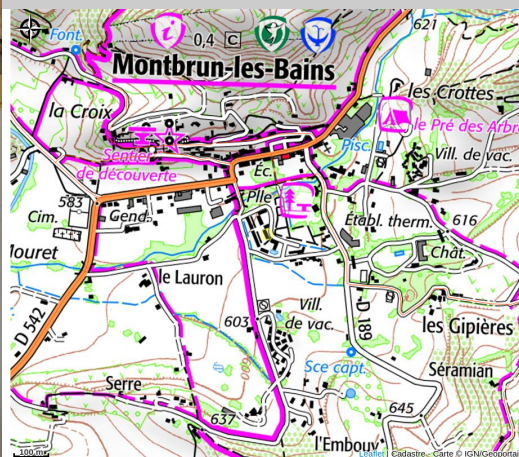 621
Font.
0,4 C
Montbrun-les-Bains
les Crottes
la Croix
le Pré des Arbr
Pisc.
Sentier
de découverte
Éc.
Vill. de vac.
583
Plle
Cim.
Gend.
Établ. therm.
616
Mouret
Chât.
le Lauron
Vill.
de vac.
D 542
603
D 189
les Gipières
600
Sce capt.
Séramian
Serre
637
645
l'Embouy
100 m
Leaflet | Cadastre - Carte © IGN/Geoportai